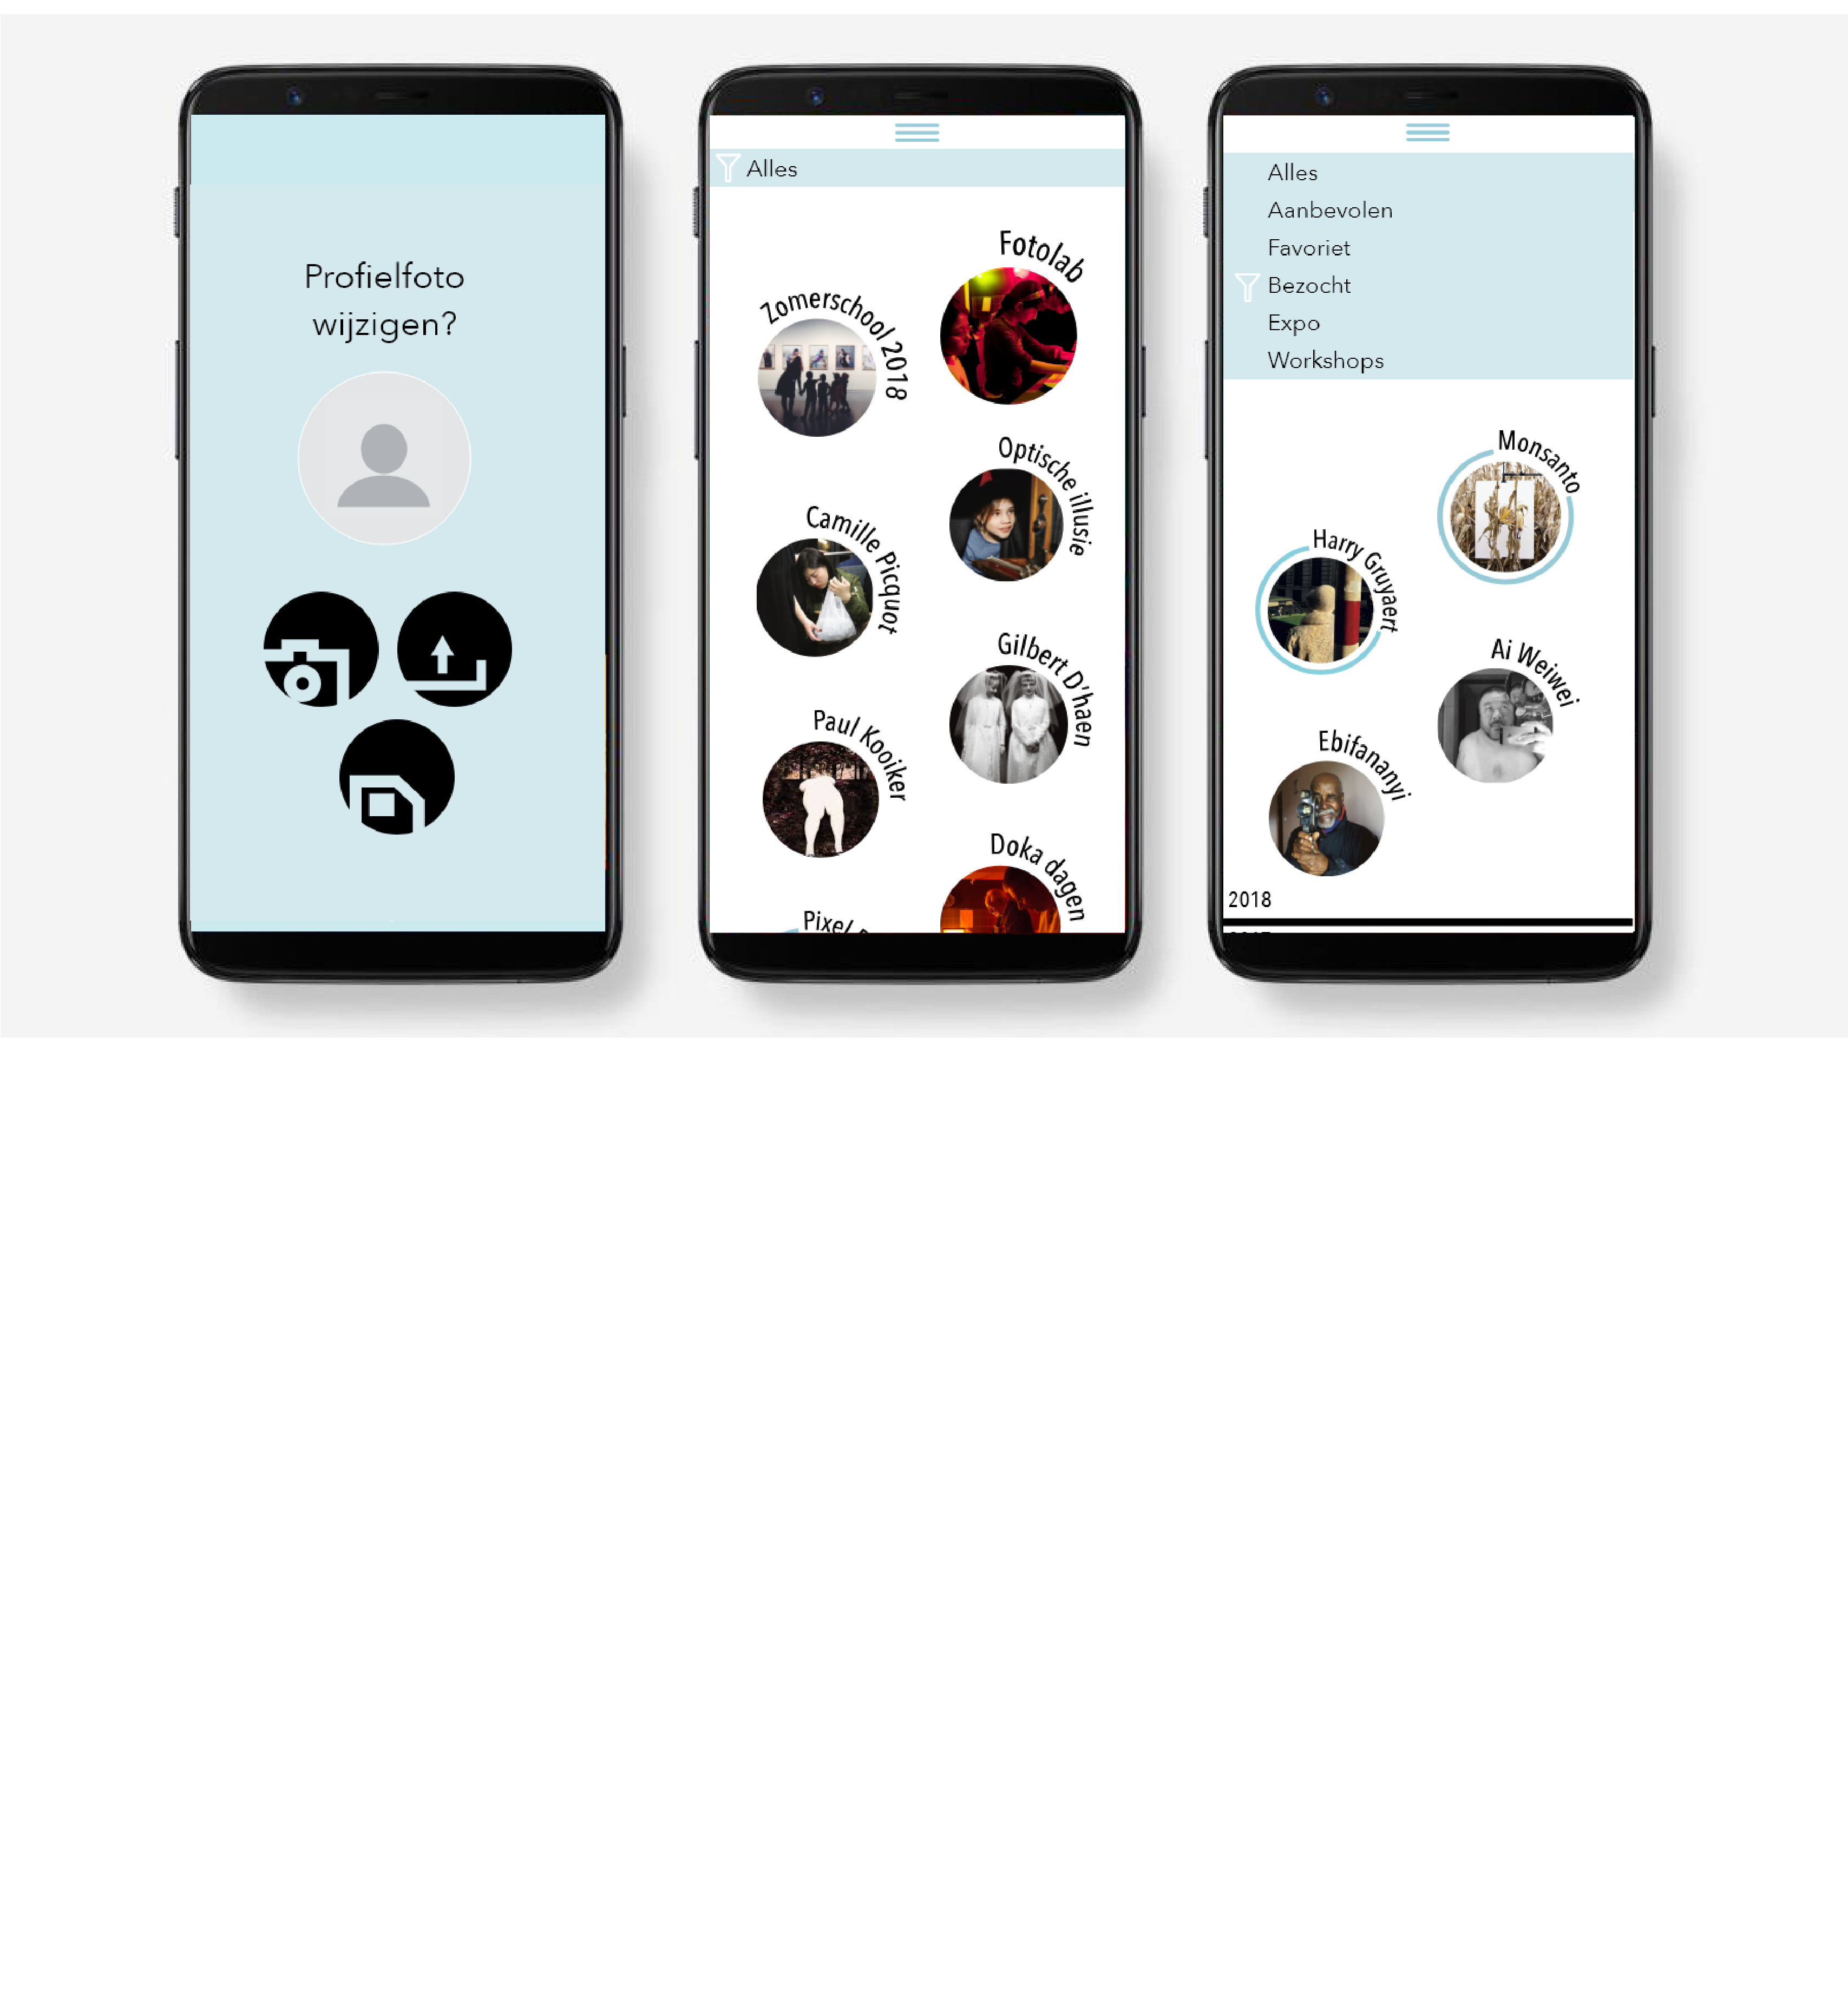 Profielfoto
wijzigen?
Alles
Fotolab
Zomerschool 2018
Optische illusie
Camille Picquot
Gilbert D'haen
Paul Kooiker
Doka dagen
Pixel
Alles
Aanbevolen
Favoriet
Bezocht
Expo
Workshops
Monsanto
Harry Gruyaert
Ai Weiwei
Ebifananyi
2018